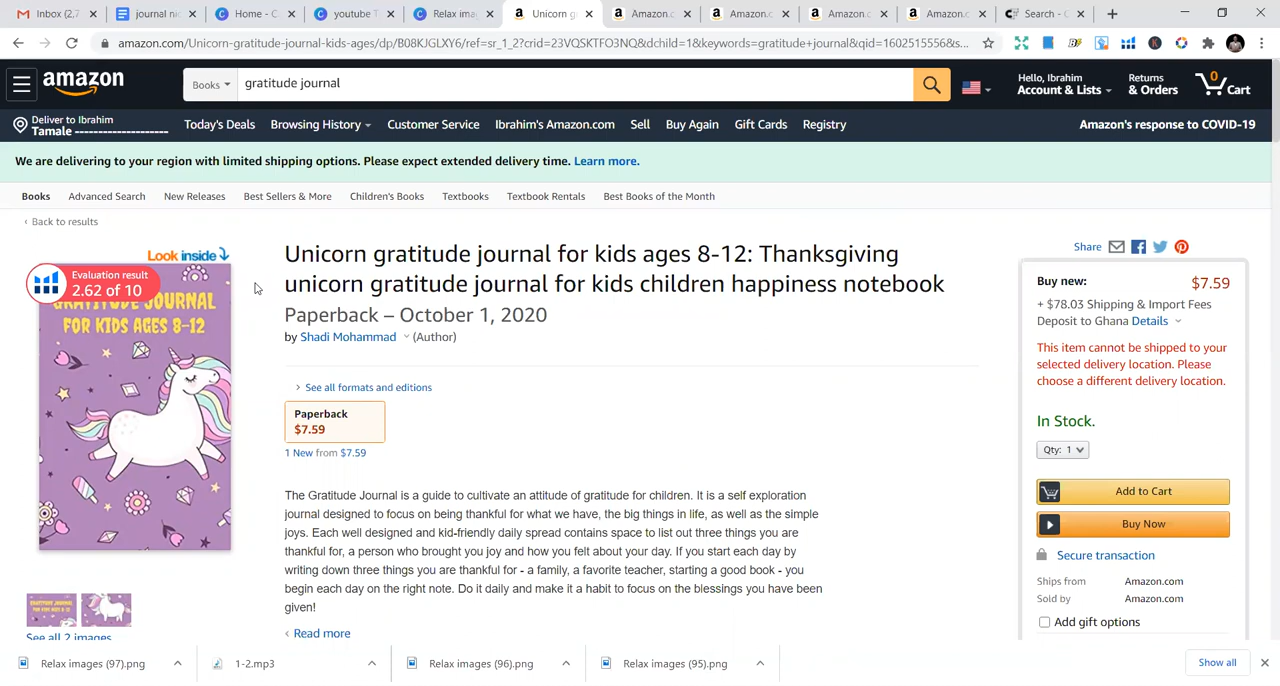 Inbox (2,7
journal nic
Home - C
youtube T
Relax ima
Unicorn g
Amazon.c
Amazon.c
Amazon.c
Amazon.c
Search - C
amazon.com/Unicorn-gratitude-journal-kids-ages/dp/B08KJGLXY6/ref=sr_1_2?crid=23VQSKTFO3NQ&dchild=1&keywords=gratitude+journal&qid=1602515556&s...
amazon
Books
gratitude journal
Hello, Ibrahim
Account & Lists
Returns
& Orders
0
Cart
Deliver to Ibrahim
Tamale --------------------
Today's Deals
Browsing History
Customer Service
Ibrahim's Amazon.com
Sell
Buy Again
Gift Cards
Registry
Amazon's response to COVID-19
We are delivering to your region with limited shipping options. Please expect extended delivery time. Learn more.
Books
Advanced Search
New Releases
Best Sellers & More
Children's Books
Textbooks
Textbook Rentals
Best Books of the Month
‹ Back to results
Look inside
Evaluation result
2.62 of 10
GRATITUDE JOURNAL
FOR KIDS AGES 8-12
See all 2 images
Unicorn gratitude journal for kids ages 8-12: Thanksgiving
unicorn gratitude journal for kids children happiness notebook
Paperback – October 1, 2020
by Shadi Mohammad (Author)
› See all formats and editions
Paperback
$7.59
1 New from $7.59
The Gratitude Journal is a guide to cultivate an attitude of gratitude for children. It is a self exploration
journal designed to focus on being thankful for what we have, the big things in life, as well as the simple
joys. Each well designed and kid-friendly daily spread contains space to list out three things you are
thankful for, a person who brought you joy and how you felt about your day. If you start each day by
writing down three things you are thankful for - a family, a favorite teacher, starting a good book - you
begin each day on the right note. Do it daily and make it a habit to focus on the blessings you have been
given!
‹ Read more
Share
Buy new:
$7.59
+ $78.03 Shipping & Import Fees
Deposit to Ghana Details
This item cannot be shipped to your
selected delivery location. Please
choose a different delivery location.
In Stock.
Qty: 1
Add to Cart
Buy Now
Secure transaction
Ships from Amazon.com
Sold by Amazon.com
Add gift options
Relax images (97).png
1-2.mp3
Relax images (96).png
Relax images (95).png
Show all